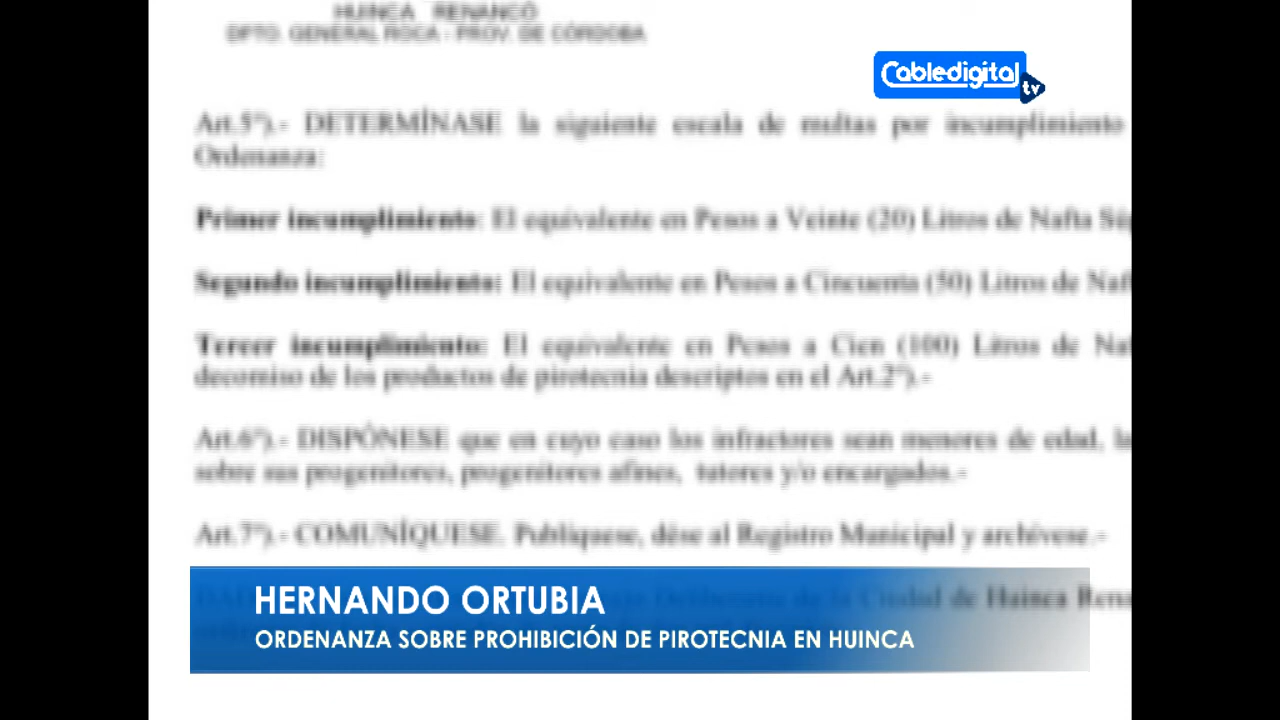 HUINCA RENANCÓ
DPTO. GENERAL ROCA - PROV. DE CÓRDOBA
Cabledigital
tv
Art.5°).- DETERMÍNASE la siguiente escala de multas por incumplimiento
Ordenanza:
Primer incumplimiento: El equivalente en Pesos a Veinte (20) Litros de Nafta
Segundo incumplimiento: El equivalente en Pesos a Cincuenta (50) Litros de
Tercer incumplimiento: El equivalente en Pesos a Cien (100) Litros de
decomiso de los productos de pirotecnia descriptos en el Art.2°).-
Art.6°).- DISPÓNESE que en cuyo caso los infractores sean menores de edad,
sobre sus progenitores, progenitores afines, tutores y/o encargados.-
Art.7°).- COMUNÍQUESE. Publíquese, dése al Registro Municipal y archívese.-
de la Ciudad de Huinca
HERNANDO ORTUBIA
ORDENANZA SOBRE PROHIBICIÓN DE PIROTECNIA EN HUINCA